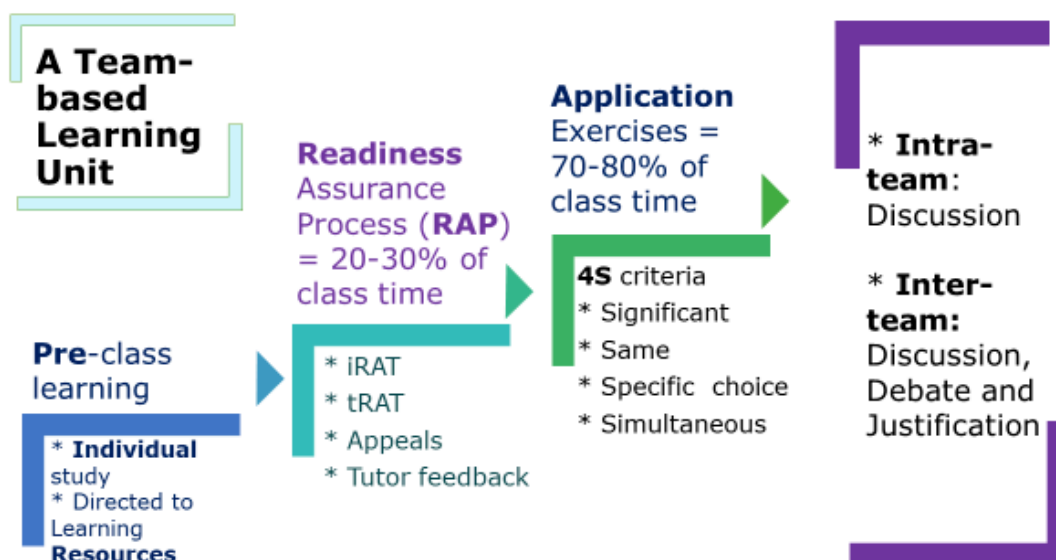 A Team-
based
Learning
Unit
Pre-class
learning
* Individual
study
* Directed to
Learning
Resources
Readiness
Assurance
Process (RAP)
= 20-30% of
class time
* iRAT
* tRAT
* Appeals
* Tutor feedback
Application
Exercises =
70-80% of
class time
4S criteria
* Significant
* Same
* Specific choice
* Simultaneous
* Intra-
team:
Discussion
* Inter-
team:
Discussion,
Debate and
Justification